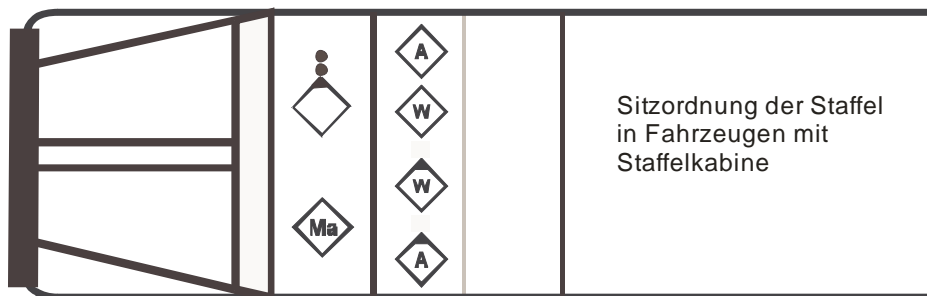 A
W
W
Ma
A
Sitzordnung der Staffel
in Fahrzeugen mit
Staffelkabine